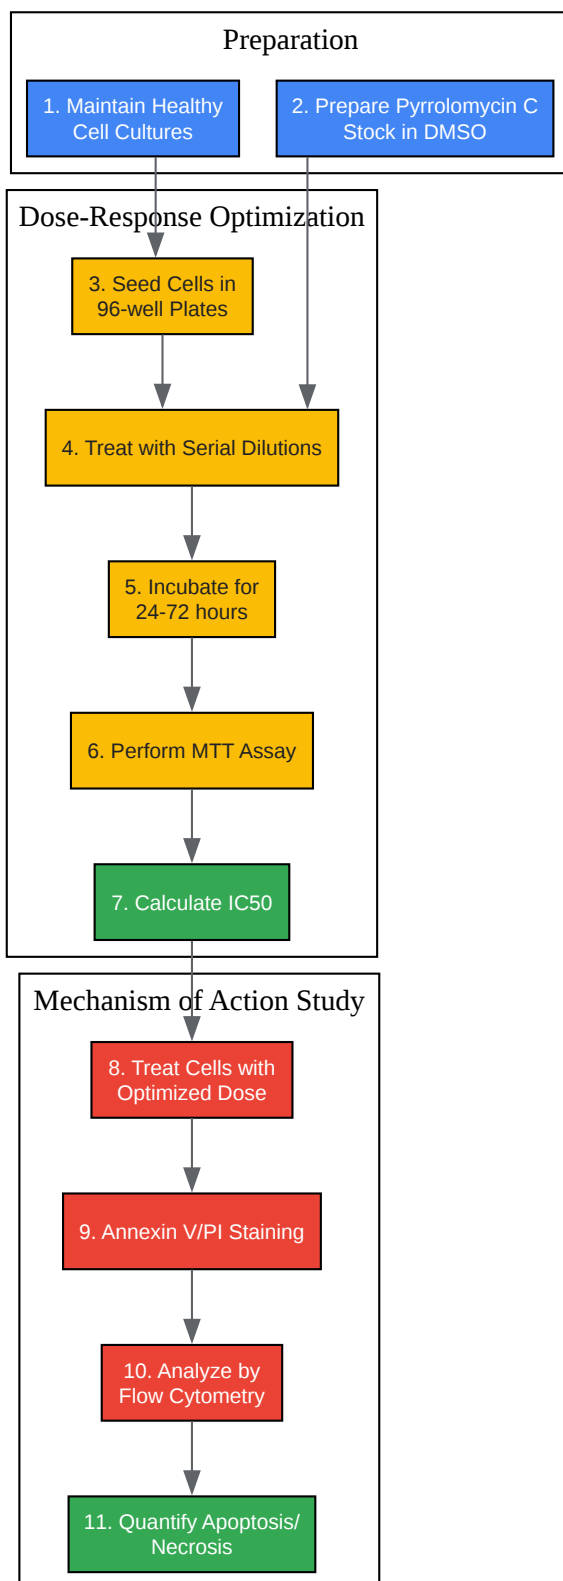 Preparation
1. Maintain Healthy
Cell Cultures
2. Prepare Pyrrolomycin C
Stock in DMSO
Dose-Response Optimization
3. Seed Cells in
96-well Plates
4. Treat with Serial Dilutions
5. Incubate for
24-72 hours
6. Perform MTT Assay
7. Calculate IC50
Mechanism of Action Study
8. Treat Cells with
Optimized Dose
9. Annexin V/PI Staining
10. Analyze by
Flow Cytometry
11. Quantify Apoptosis/
Necrosis